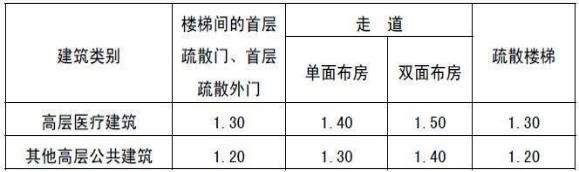 建筑类别
楼梯间的首层
疏散门、首层
疏散外门
走 道
单面布房 双面布房
疏散楼梯
高层医疗建筑 1.30 1.40 1.50 1.30
其他高层公共建筑 1.20 1.30 1.40 1.20